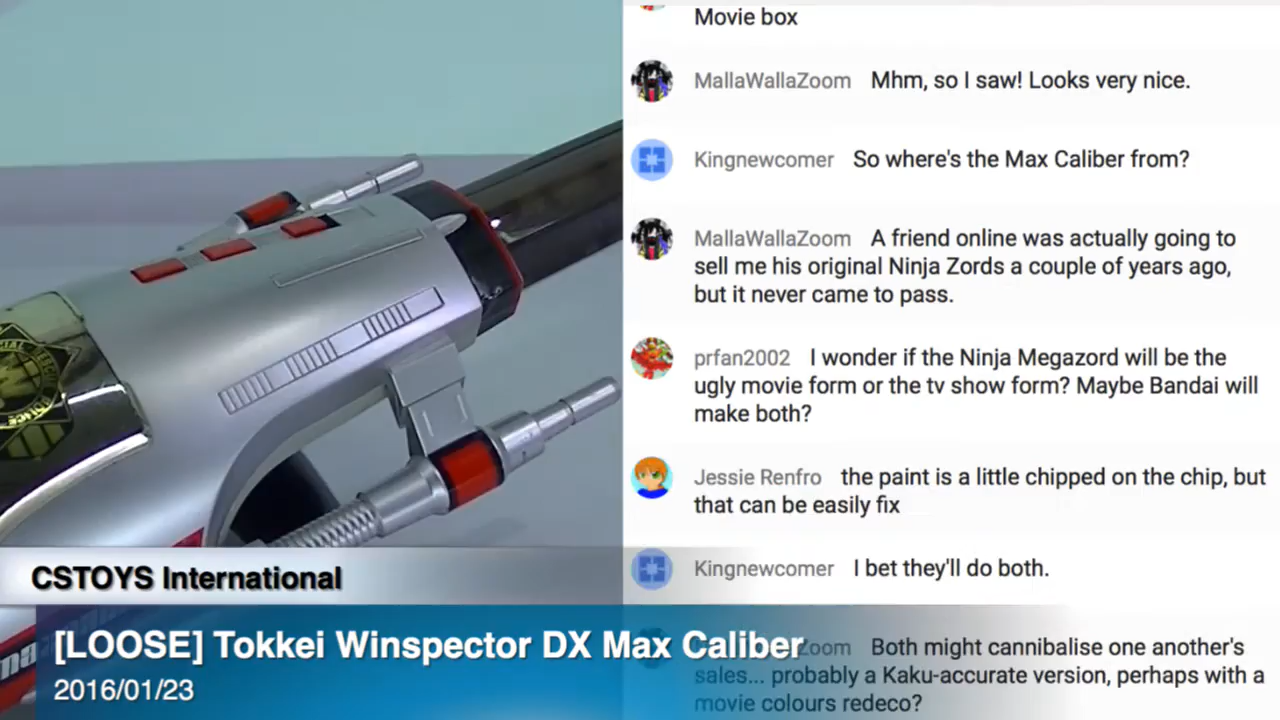 Movie box
MallaWallaZoom Mhm, so I saw! Looks very nice.
Kingnewcomer So where's the Max Caliber from?
MallaWallaZoom A friend online was actually going to
sell me his original Ninja Zords a couple of years ago,
but it never came to pass.
prfan2002 I wonder if the Ninja Megazord will be the
ugly movie form or the tv show form? Maybe Bandai will
make both?
Jessie Renfro the paint is a little chipped on the chip, but
that can be easily fix
Kingnewcomer I bet they'll do both.
Zoom Both might cannibalise one another's
sales... probably a Kaku-accurate version, perhaps with a
movie colours redeco?
POLICE
CSTOYS International
[LOOSE] Tokkei Winspector DX Max Caliber
2016/01/23